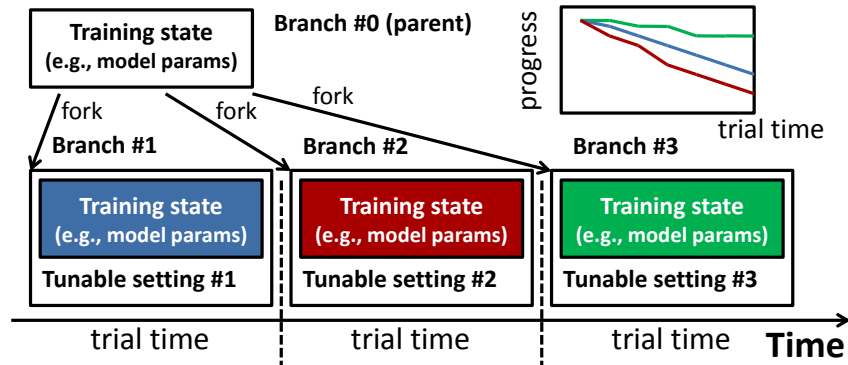 Training state
(e.g., model params)
Branch #0 (parent)
progress
trial time
fork
fork
fork
Branch #1
Branch #2
Branch #3
Training state
(e.g., model params)
Tunable setting #1
Training state
(e.g., model params)
Tunable setting #2
Training state
(e.g., model params)
Tunable setting #3
trial time
trial time
trial time
Time